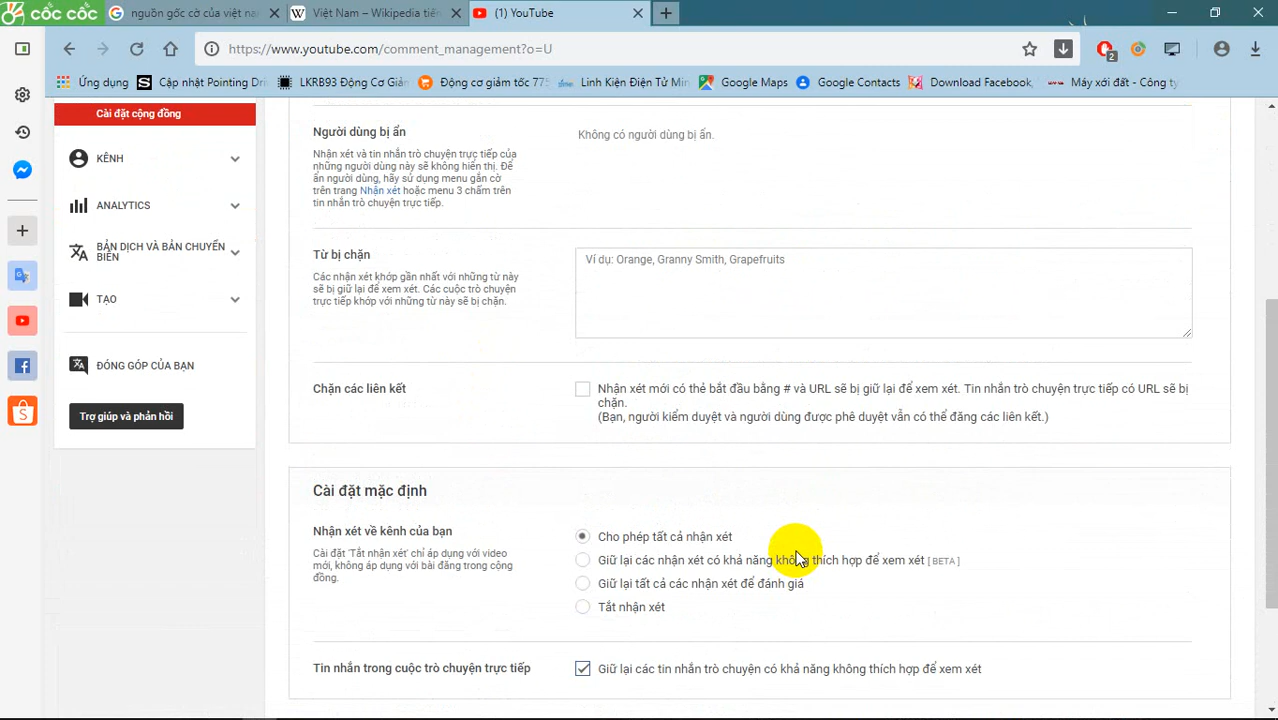 cốc cốc
nguồn gốc cờ của việt na
Việt Nam – Wikipedia tiến
(1) YouTube
https://www.youtube.com/comment_management?o=U
2
Ứng dụng
Cập nhật Pointing Dri
LKRB93 Động Cơ Giản
Động cơ giảm tốc 775
Linh Kiện Điện Tử Min
Google Maps
Google Contacts
Download Facebook,
Máy xới đất - Công ty
Cài đặt cộng đồng
KÊNH
ANALYTICS
BẢN DỊCH VÀ BẢN CHUYỂN
BIÊN
TẠO
ĐÓNG GÓP CỦA BẠN
Trợ giúp và phản hồi
Người dùng bị ẩn
Nhận xét và tin nhắn trò chuyện trực tiếp của
những người dùng này sẽ không hiển thị. Để
ẩn người dùng, hãy sử dụng menu gắn cờ
trên trang Nhận xét hoặc menu 3 chấm trên
tin nhắn trò chuyện trực tiếp.
Không có người dùng bị ẩn.
Từ bị chặn
Các nhận xét khớp gần nhất với những từ này
sẽ bị giữ lại để xem xét. Các cuộc trò chuyện
trực tiếp khớp với những từ này sẽ bị chặn.
Ví dụ: Orange, Granny Smith, Grapefruits
Chặn các liên kết
Nhận xét mới có thẻ bắt đầu bằng # và URL sẽ bị giữ lại để xem xét. Tin nhắn trò chuyện trực tiếp có URL sẽ bị
chặn.
(Bạn, người kiểm duyệt và người dùng được phê duyệt vẫn có thể đăng các liên kết.)
Cài đặt mặc định
Nhận xét về kênh của bạn
Cài đặt 'Tắt nhận xét' chỉ áp dụng với video
mới, không áp dụng với bài đăng trong cộng
đồng.
Cho phép tất cả nhận xét
Giữ lại các nhận xét có khả năng không thích hợp để xem xét [BETA]
Giữ lại tất cả các nhận xét để đánh giá
Tắt nhận xét
Tin nhắn trong cuộc trò chuyện trực tiếp
Giữ lại các tin nhắn trò chuyện có khả năng không thích hợp để xem xét